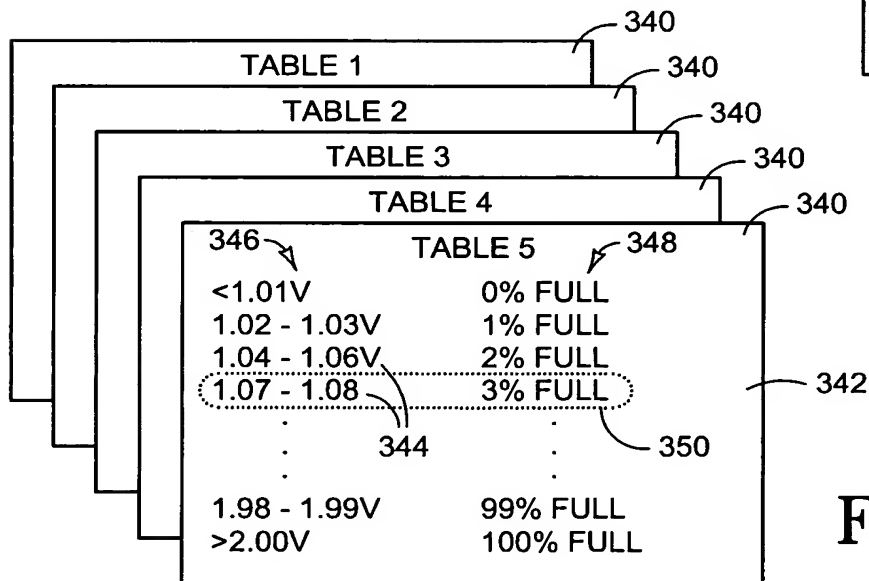 340
TABLE 1
340
TABLE 2
340
TABLE 3
340
TABLE 4
340
346 TABLE 5 348
<1.01V 0% FULL
1.02 - 1.03V 1% FULL
1.04 - 1.06V 2% FULL
1.07 - 1.08 3% FULL
342
344 350
1.98 - 1.99V 99% FULL
>2.00V 100% FULL
F